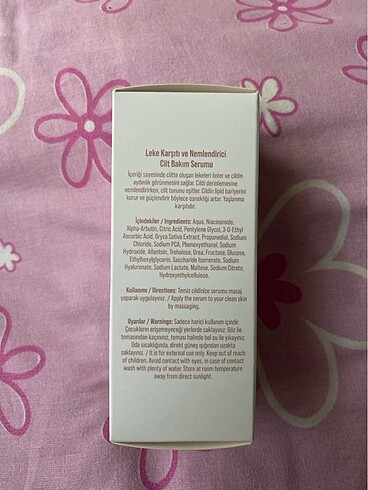 Leke Karşıtı ve Nemlendirici
Cilt Bakım Serumu
İçeriği sayesinde ciltte oluşan lekeleri önler ve cildin
aydınlık görünmesini sağlar. Cildi derinlemesine
nemlendirirken, cilt tonunu eşitler. Cildin lipid bariyerini
korur ve güçlendirir böylece esnekliği artar. Yaşlanma
karşıtıdır.
İçindekiler / Ingredients: Aqua, Niacinamide,
Alpha-Arbutin, Citric Acid, Pentylene Glycol, 3-O-Ethyl
Ascorbic Acid, Oryza Sativa Extract, Propanediol, Sodium
Chloride, Sodium PCA, Phenoxyethanol, Sodium
Hydroxide, Allantoin, Trehalose, Urea, Fructose, Glucose,
Ethylhexylglycerin, Saccharide Isomerate, Sodium
Hyaluronate, Sodium Lactate, Maltose, Sodium Citrate,
Hydroxyethylcellulose.
Kullanımı / Directions: Temiz cildinize serumu masaj
yaparak uygulayınız. / Apply the serum to your clean skin
by massaging.
Uyarılar / Warnings: Sadece harici kullanım içindir.
Çocukların erişemeyeceği yerlerde saklayınız. Göz ile
temasından kaçınınız, teması halinde bol su ile yıkayınız.
Oda sıcaklığında, direkt güneş ışığından uzakta
saklayınız. / It is for external use only. Keep out of reach
of children. Avoid contact with eyes, in case of contact
wash with plenty of water. Store at room temperature
away from direct sunlight.